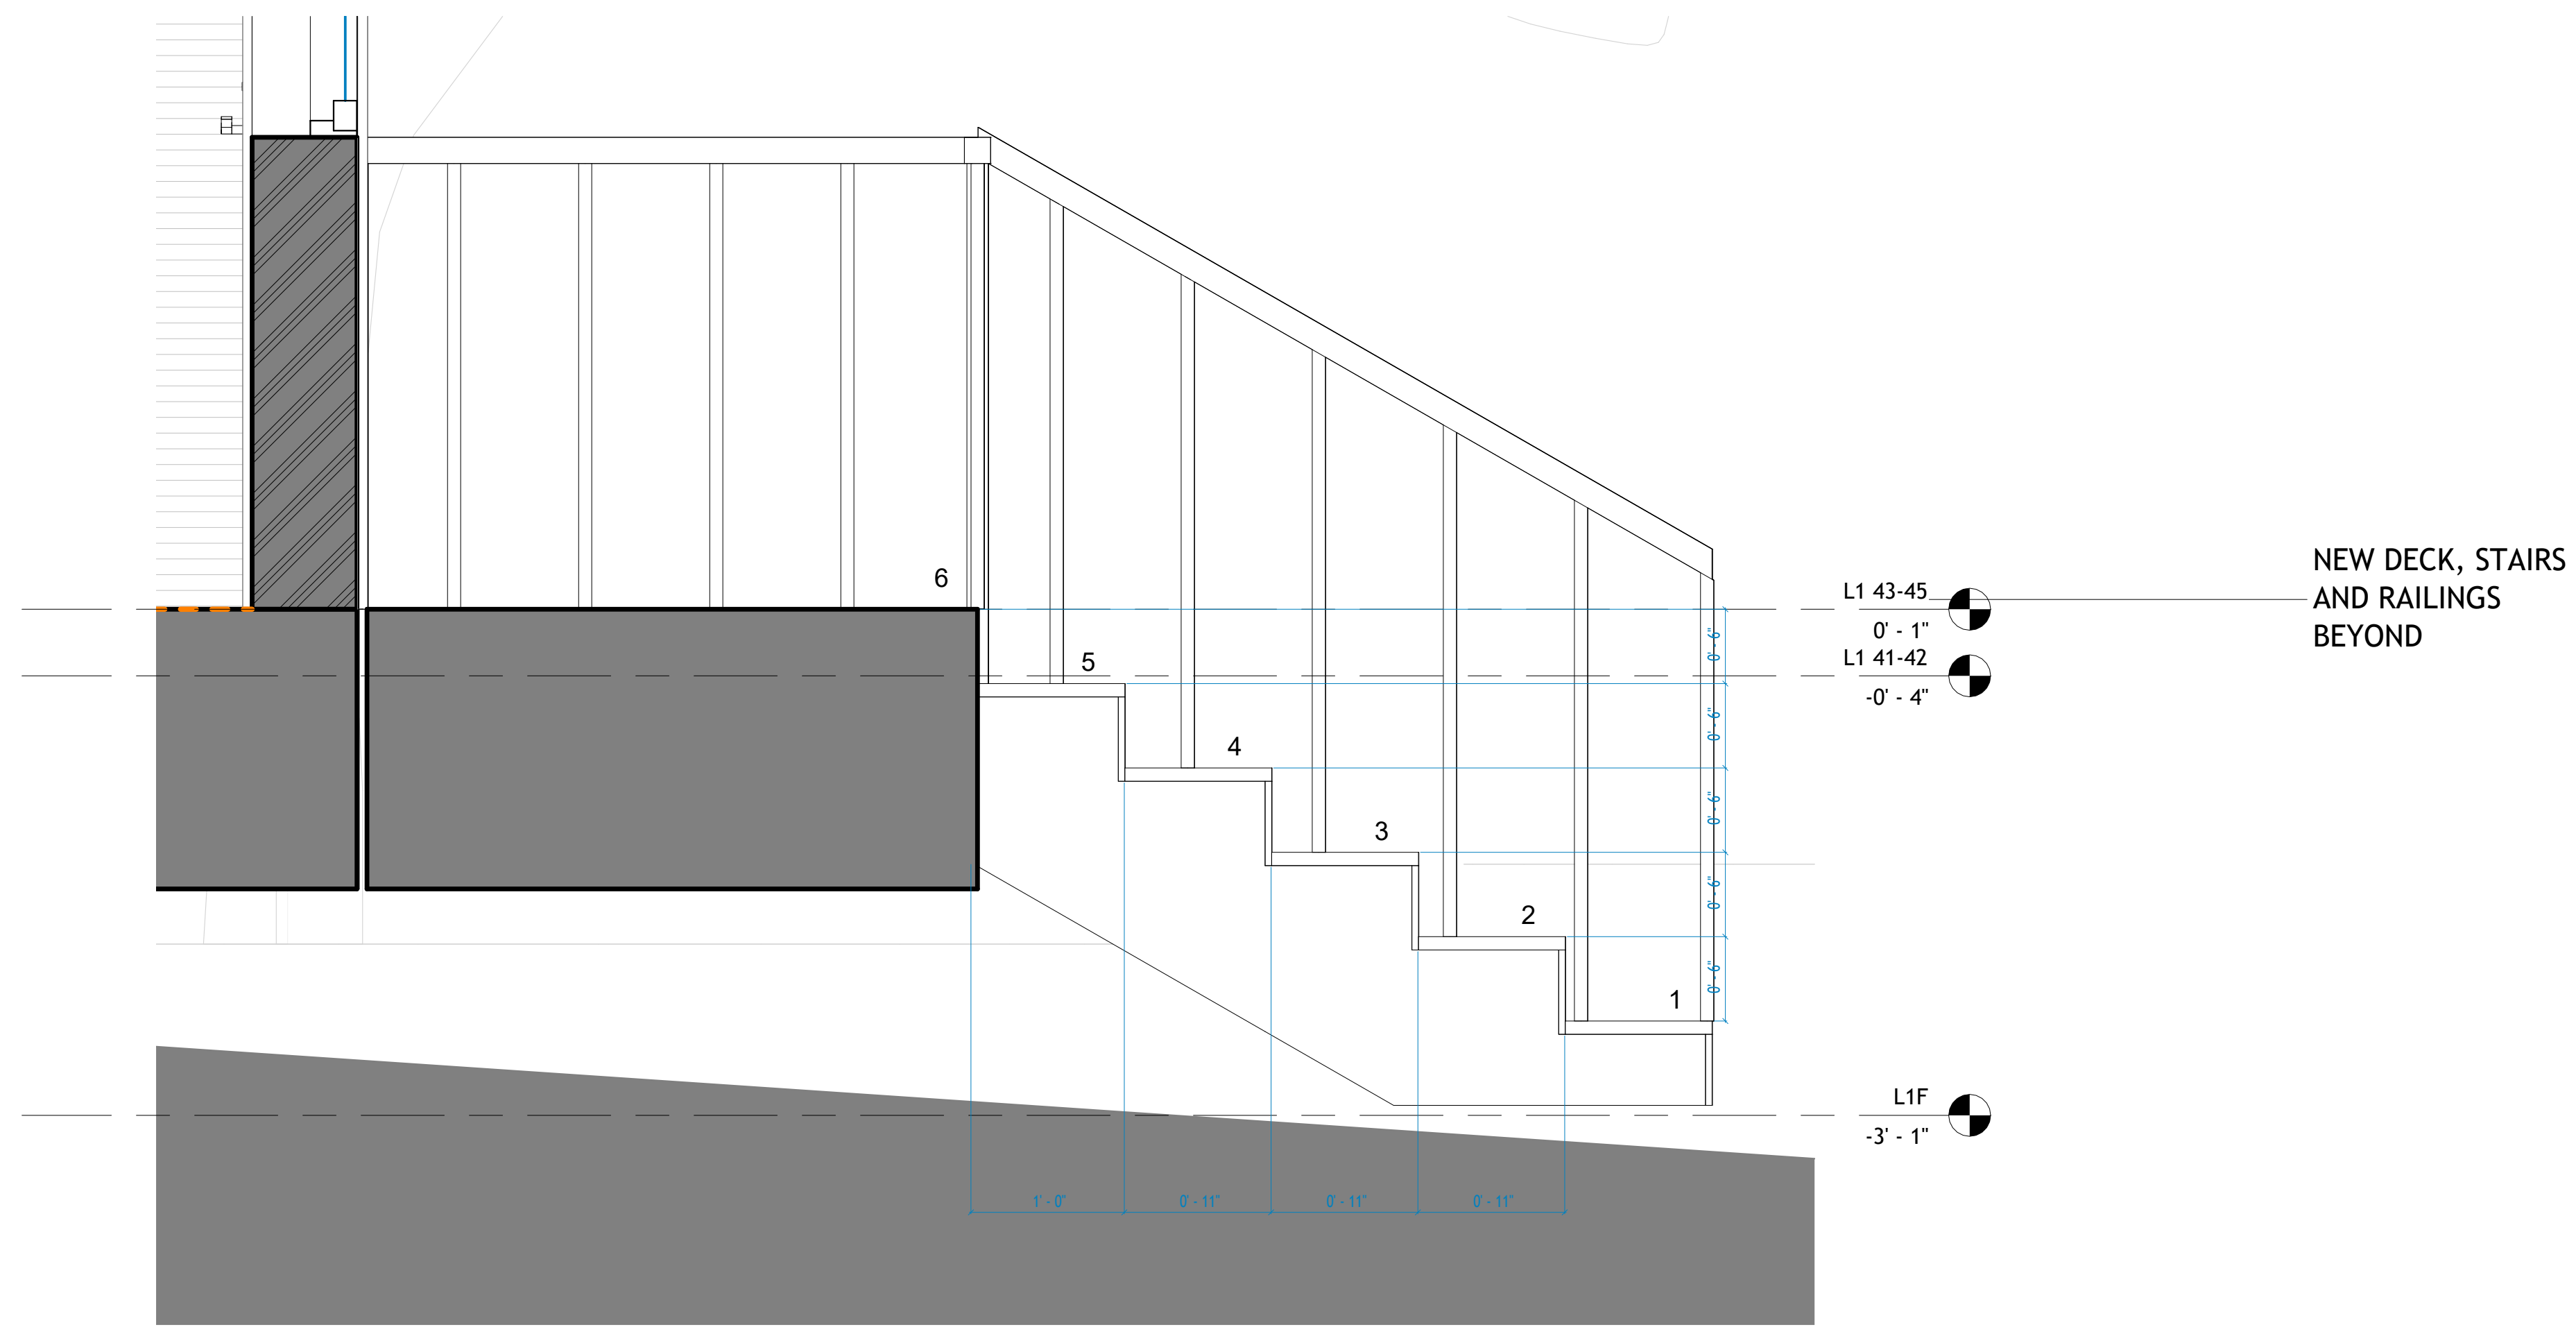 6
5
4
3
2
1
L1 43-45
0' - 1"
L1 41-42
-0' - 4"
NEW DECK, STAIRS
AND RAILINGS
BEYOND
0' - 6"
0' - 6"
0' - 6"
0' - 6"
0' - 6"
L1F
-3' - 1"
1' - 0"
0' - 11"
0' - 11"
0' - 11"